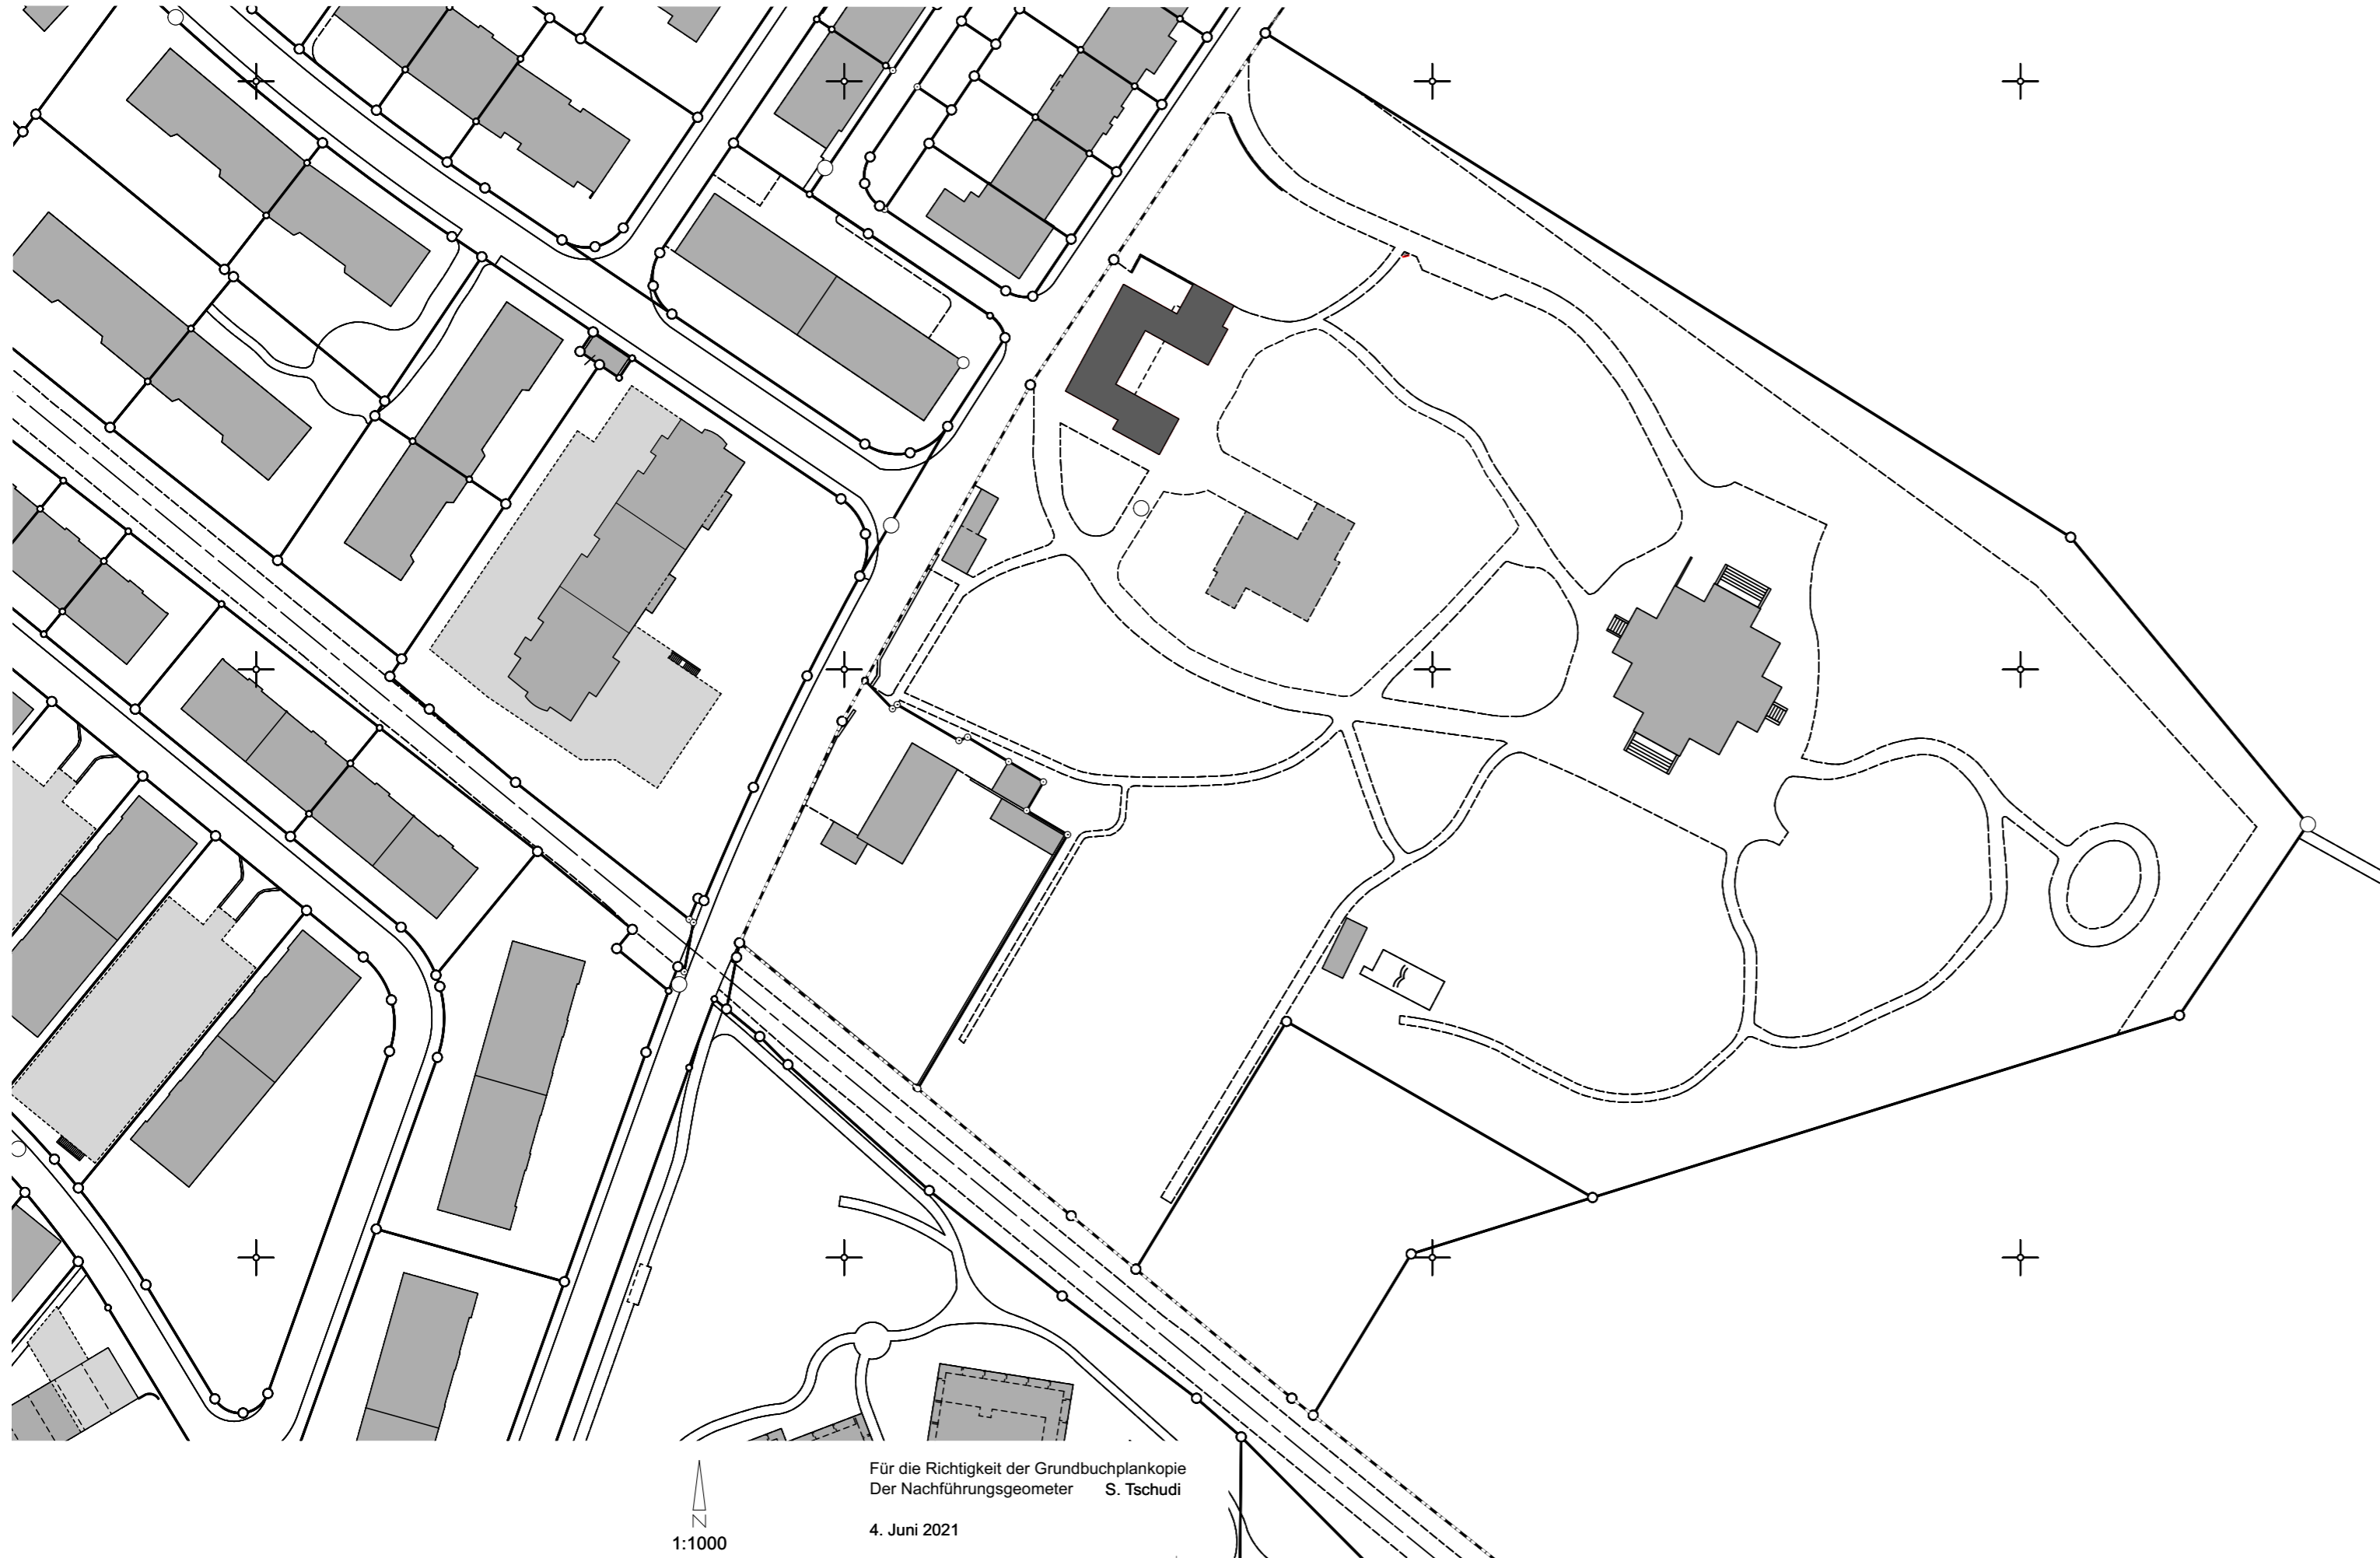 Für die Richtigkeit der Grundbuchplankopie
Der Nachführungsgeometer S. Tschudi
N
1:1000
4. Juni 2021